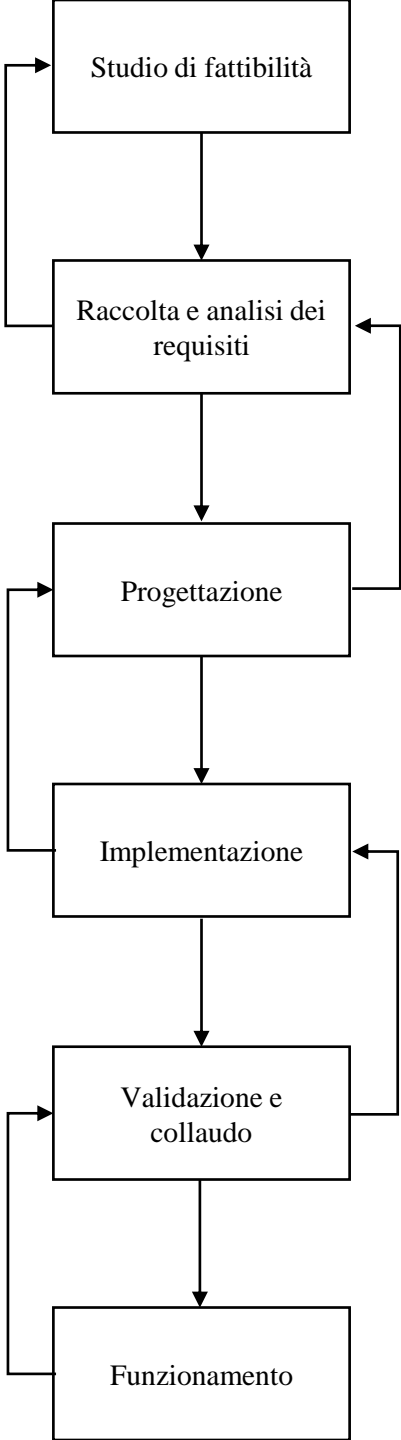 Studio di fattibilità
Raccolta e analisi dei
requisiti
Progettazione
Implementazione
Validazione e
collaudo
Funzionamento